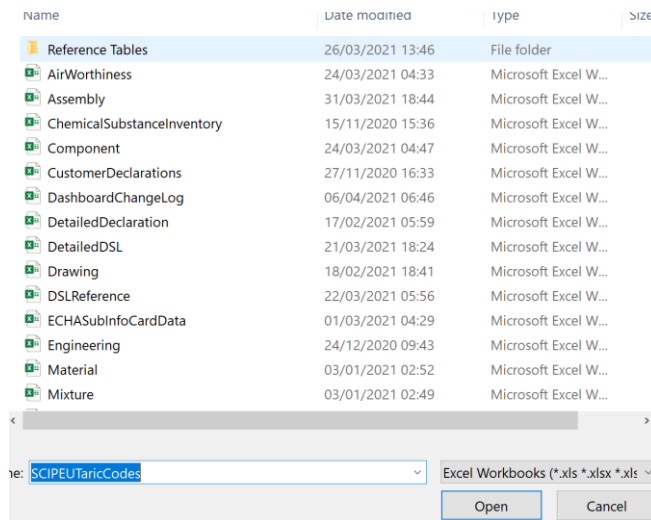 Name Date modified Type Size
Reference Tables 26/03/2021 13:46 File folder
AirWorthiness 24/03/2021 04:33 Microsoft Excel W...
Assembly 31/03/2021 18:44 Microsoft Excel W...
ChemicalSubstanceInventory 15/11/2020 15:36 Microsoft Excel W...
Component 24/03/2021 04:47 Microsoft Excel W...
CustomerDeclarations 27/11/2020 16:33 Microsoft Excel W...
DashboardChangeLog 06/04/2021 06:46 Microsoft Excel W...
DetailedDeclaration 17/02/2021 05:59 Microsoft Excel W...
DetailedDSL 21/03/2021 18:24 Microsoft Excel W...
Drawing 18/02/2021 18:41 Microsoft Excel W...
DSLReference 22/03/2021 05:56 Microsoft Excel W...
ECHASubInfoCardData 01/03/2021 04:29 Microsoft Excel W...
Engineering 24/12/2020 09:43 Microsoft Excel W...
Material 03/01/2021 02:52 Microsoft Excel W...
Mixture 03/01/2021 02:49 Microsoft Excel W...
ne: SCIPEUTaricCodes Excel Workbooks (*.xls *.xlsx *.xls
Open Cancel